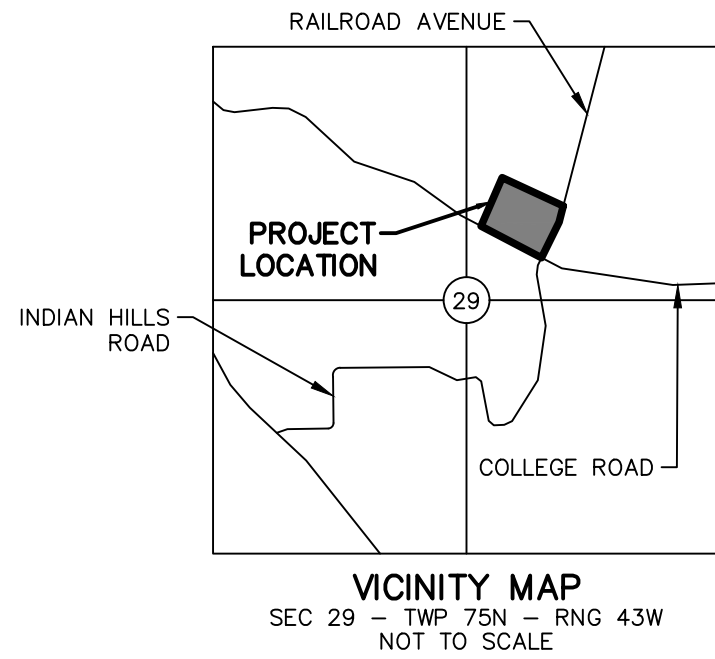 RAILROAD AVENUE
PROJECT
LOCATION
29
INDIAN HILLS
ROAD
COLLEGE ROAD
VICINITY MAP
SEC 29 – TWP 75N – RNG 43W
NOT TO SCALE